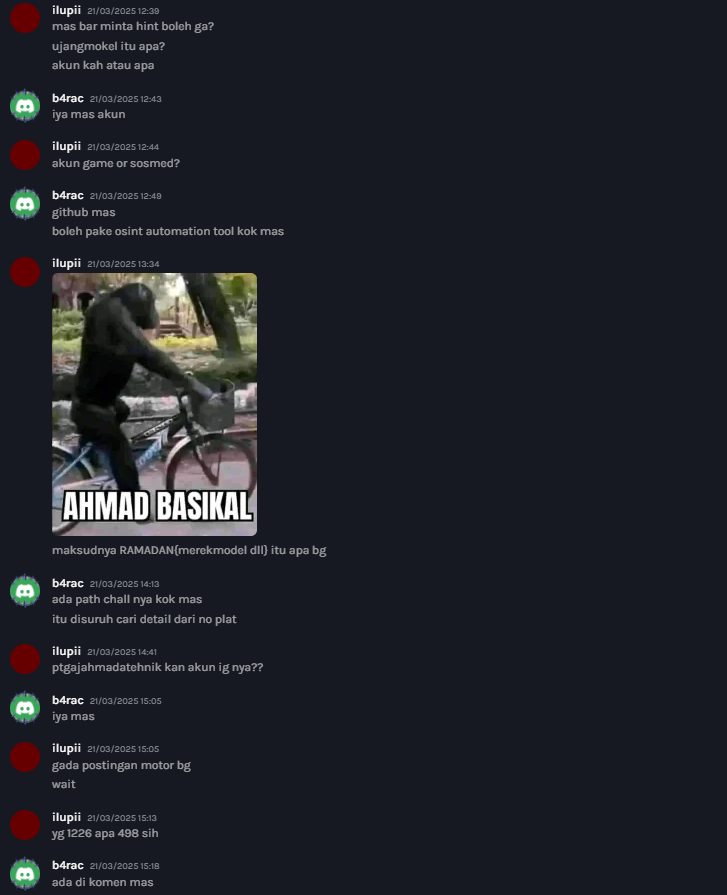 ilupii 21/03/2025 12:39
mas bar minta hint boleh ga?
ujangmokel itu apa?
akun kah atau apa
b4rac 21/03/2025 12:43
iya mas akun
ilupii 21/03/2025 12:44
akun game or sosmed?
b4rac 21/03/2025 12:49
github mas
boleh pake osint automation tool kok mas
ilupii 21/03/2025 13:34
AHMAD BASIKAL
maksudnya RAMADAN{merekmodel dll} itu apa bg
b4rac 21/03/2025 14:13
ada path chall nya kok mas
itu disuruh cari detail dari no plat
ilupii 21/03/2025 14:41
ptgajahmadatehnik kan akun ig nya??
b4rac 21/03/2025 15:05
iya mas
ilupii 21/03/2025 15:05
gada postingan motor bg
wait
ilupii 21/03/2025 15:13
yg 1226 apa 498 sih
b4rac 21/03/2025 15:18
ada di komen mas